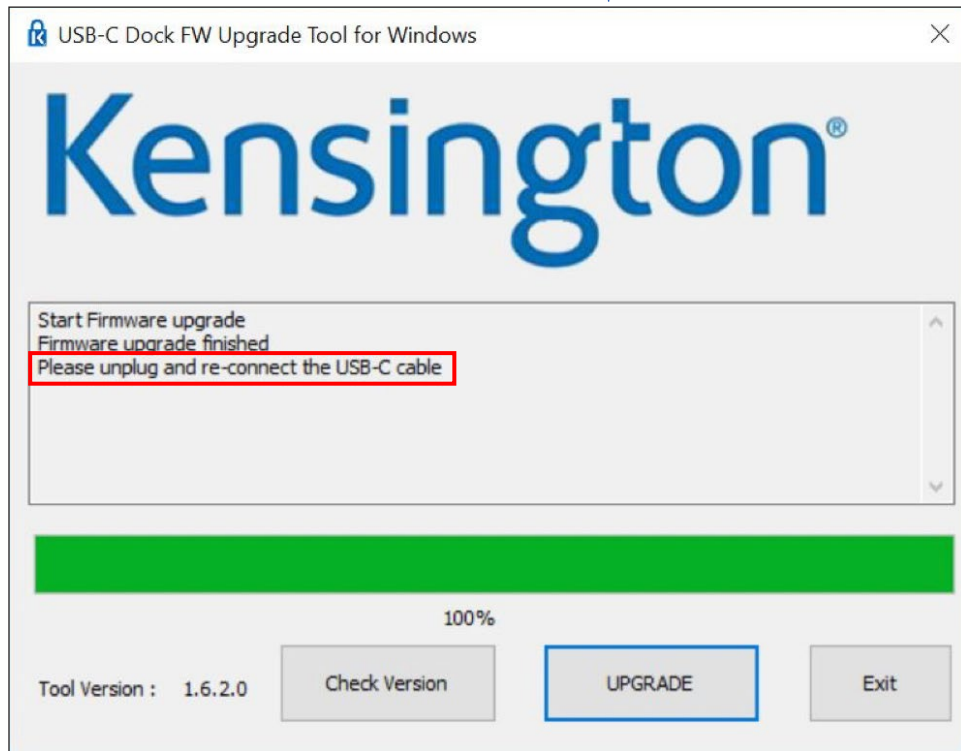 USB-C Dock FW Upgrade Tool for Windows
Kensington®
Start Firmware upgrade
Firmware upgrade finished
Please unplug and re-connect the USB-C cable
100%
Tool Version : 1.6.2.0
Check Version
UPGRADE
Exit